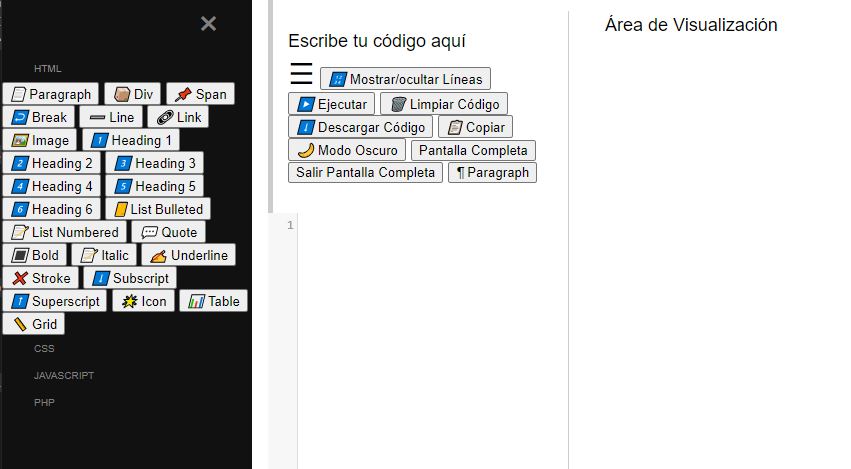 ×
HTML
Paragraph Div Span
Break Line Link
Image Heading 1
Heading 2 Heading 3
Heading 4 Heading 5
Heading 6 List Bulleted
List Numbered Quote
Bold Italic Underline
Stroke Subscript
Superscript Icon Table
Grid
CSS
JAVASCRIPT
PHP
Escribe tu código aquí
☰ Mostrar/ocultar Líneas
Ejecutar Limpiar Código
Descargar Código Copiar
Modo Oscuro Pantalla Completa
Salir Pantalla Completa ¶ Paragraph
1
Área de Visualización